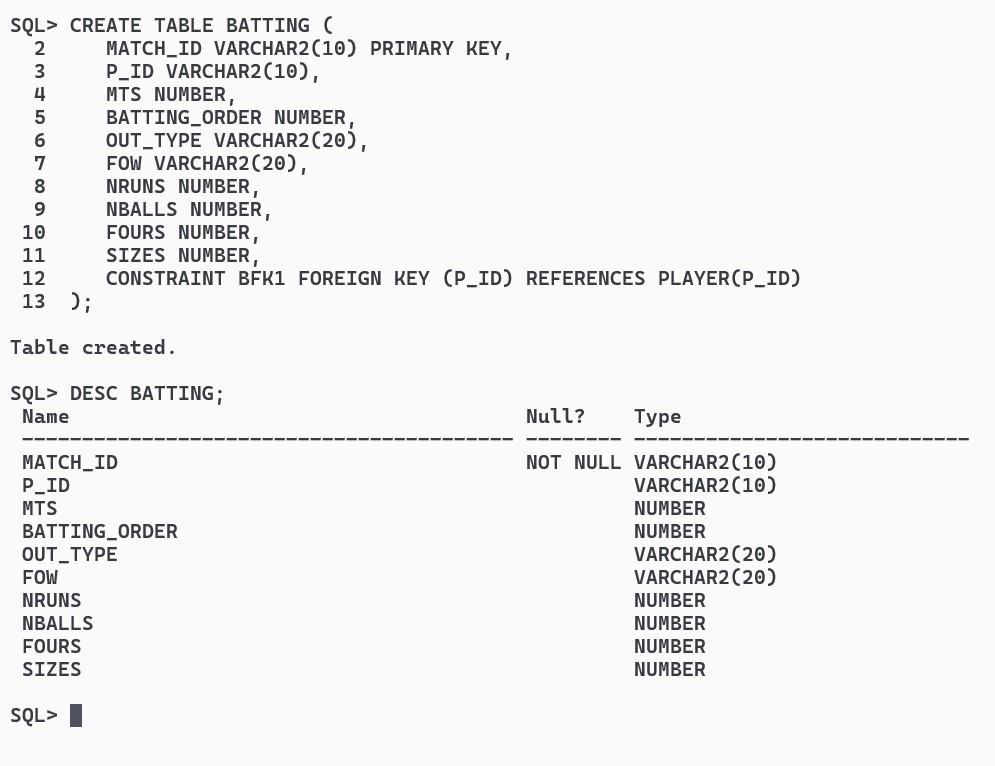 SQL> CREATE TABLE BATTING (
  2     MATCH_ID VARCHAR2(10) PRIMARY KEY,
  3     P_ID VARCHAR2(10),
  4     MTS NUMBER,
  5     BATTING_ORDER NUMBER,
  6     OUT_TYPE VARCHAR2(20),
  7     FOW VARCHAR2(20),
  8     NRUNS NUMBER,
  9     NBALLS NUMBER,
 10     FOURS NUMBER,
 11     SIZES NUMBER,
 12     CONSTRAINT BFK1 FOREIGN KEY (P_ID) REFERENCES PLAYER(P_ID)
 13  );
Table created.
SQL> DESC BATTING;
 Name                                      Null?    Type
 ----------------------------------------- -------- ----------------------------
 MATCH_ID                                  NOT NULL VARCHAR2(10)
 P_ID                                               VARCHAR2(10)
 MTS                                                NUMBER
 BATTING_ORDER                                      NUMBER
 OUT_TYPE                                           VARCHAR2(20)
 FOW                                                VARCHAR2(20)
 NRUNS                                              NUMBER
 NBALLS                                             NUMBER
 FOURS                                              NUMBER
 SIZES                                              NUMBER
SQL>